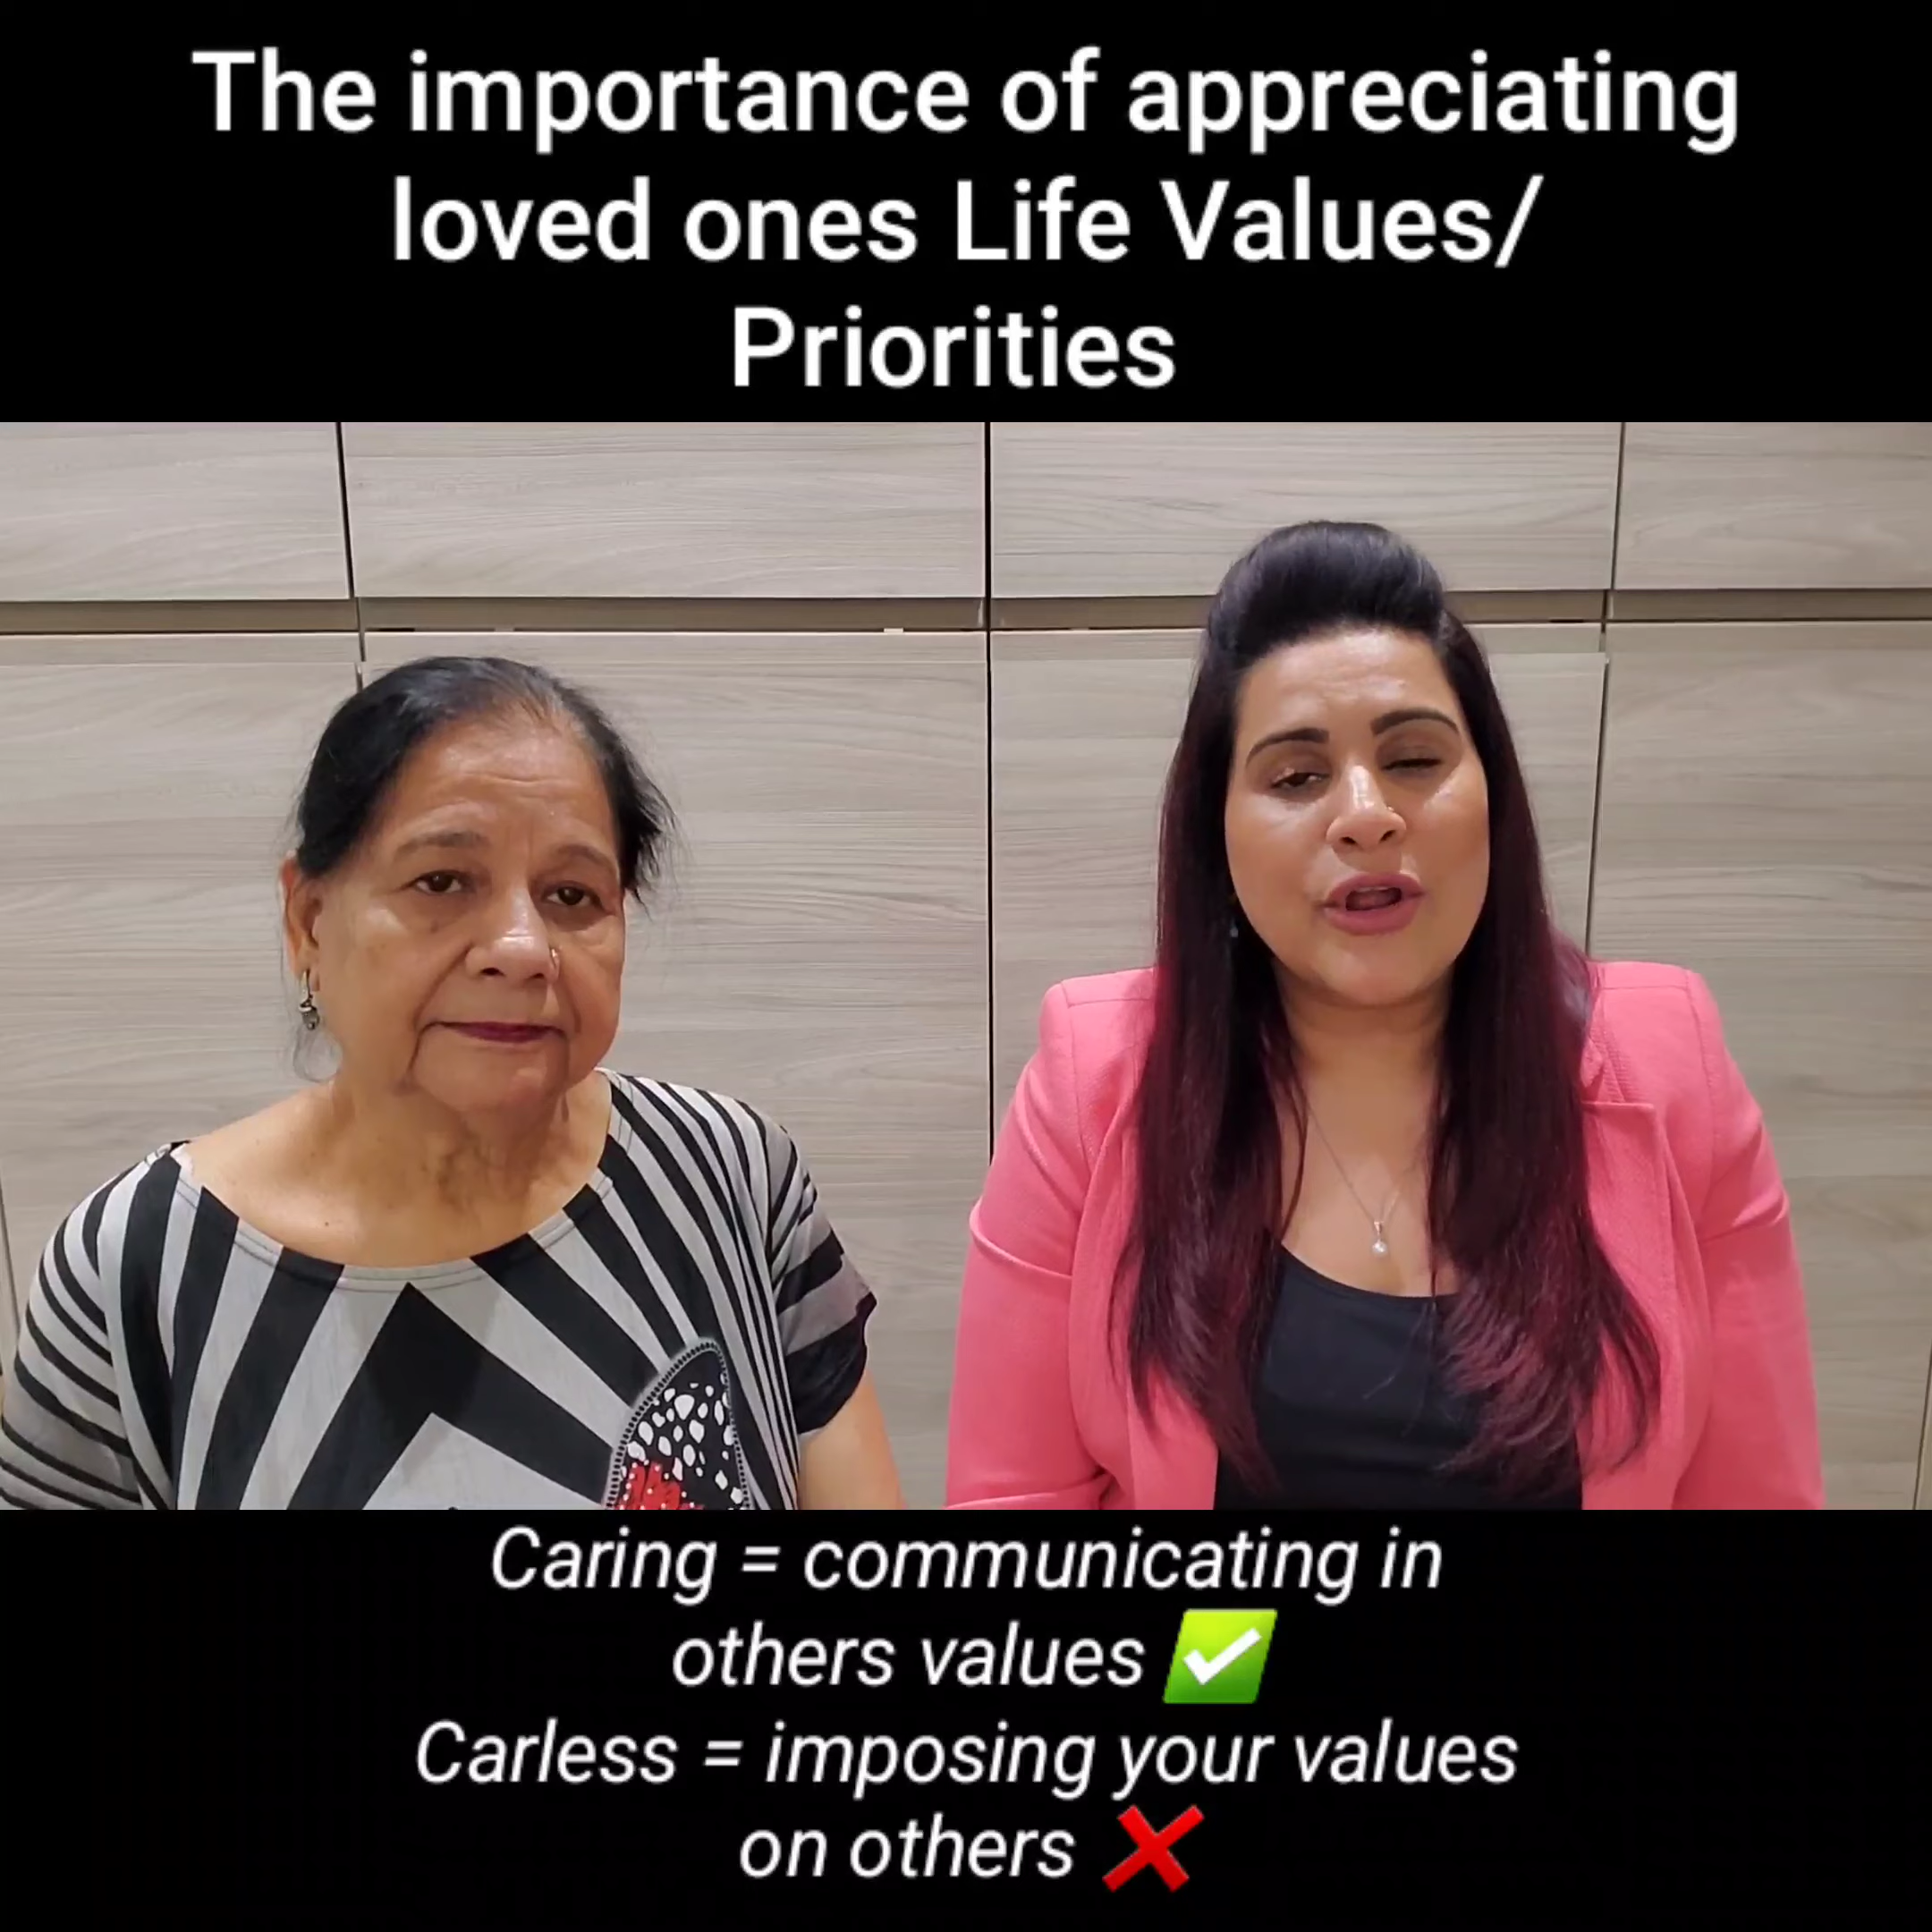 The importance of appreciating
loved ones Life Values/
Priorities
Caring = communicating in
others values ✅
Carless = imposing your values
on others ❌